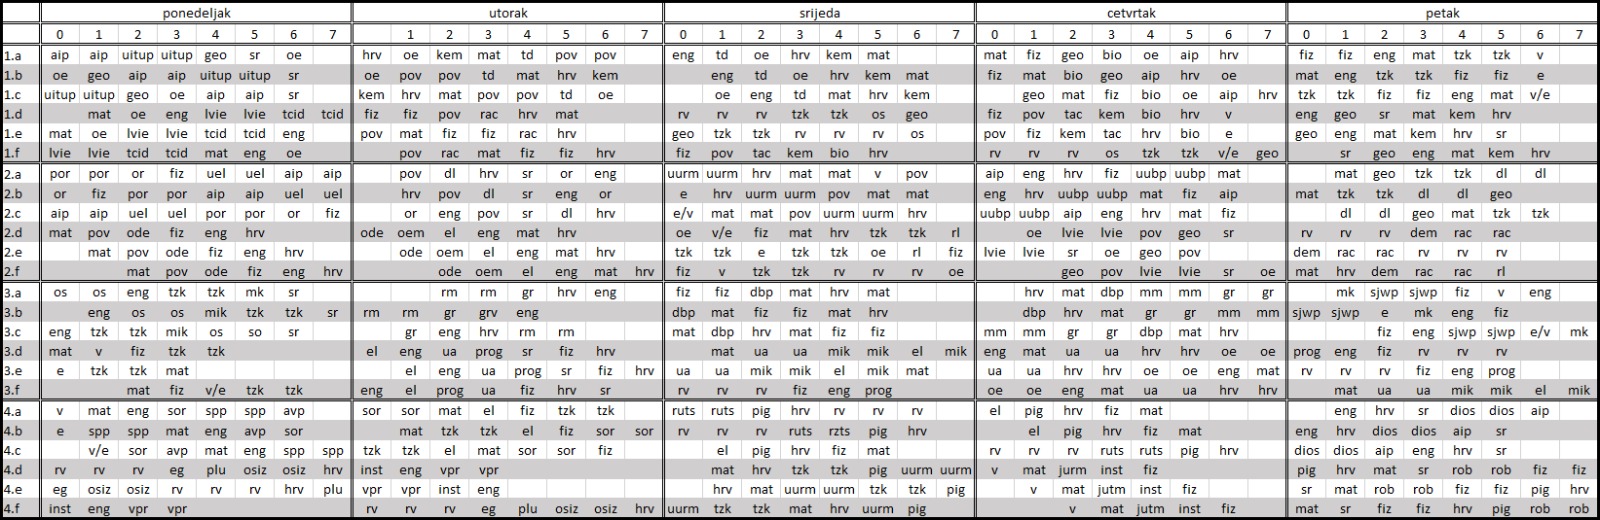 ponedeljak utorak srijeda cetvrtak petak
0 1 2 3 4 5 6 7 1 2 3 4 5 6 7 0 1 2 3 4 5 6 7 0 1 2 3 4 5 6 7 0 1 2 3 4 5 6 7
1.a aip aip uitup uitup geo sr oe hrv oe kem mat td pov pov eng td oe hrv kem mat mat fiz geo bio oe aip hrv fiz fiz eng mat tzk tzk v
1.b oe geo aip aip uitup uitup sr oe pov pov td mat hrv kem eng td oe hrv kem mat fiz mat bio geo aip hrv oe mat eng tzk tzk fiz fiz e
1.c uitup uitup geo oe aip aip sr kem hrv mat pov pov td oe oe eng td mat hrv kem geo mat fiz bio oe aip hrv tzk tzk fiz fiz eng mat v/e
1.d mat oe eng lvie lvie tcid tcid fiz fiz pov rac hrv mat rv rv rv tzk tzk os geo fiz pov tac kem bio hrv v eng geo sr mat kem hrv
1.e mat oe lvie lvie tcid tcid eng pov mat fiz fiz rac hrv geo tzk tzk rv rv rv os pov fiz kem tac hrv bio e geo eng mat kem hrv sr
1.f lvie lvie tcid tcid mat eng oe pov rac mat fiz fiz hrv fiz pov tac kem bio hrv rv rv rv os tzk tzk v/e geo sr geo eng mat kem hrv
2.a por por or fiz uel uel aip aip pov dl hrv sr or eng uurm uurm hrv mat mat v pov aip eng hrv fiz uubp uubp mat mat geo tzk tzk dl dl
2.b or fiz por por aip aip uel uel hrv pov dl sr eng or e hrv uurm uurm pov mat mat eng hrv uubp uubp mat fiz aip mat tzk tzk dl dl geo
2.c aip aip uel uel por por or fiz or eng pov sr dl hrv e/v mat mat pov uurm uurm hrv uubp uubp aip eng hrv mat fiz dl dl geo mat tzk tzk
2.d mat pov ode fiz eng hrv ode oem el eng mat hrv oe v/e fiz mat hrv tzk tzk rl oe lvie lvie pov geo sr rv rv rv dem rac rac
2.e mat pov ode fiz eng hrv ode oem el eng mat hrv tzk tzk e tzk tzk oe rl fiz lvie lvie sr oe geo pov dem rac rac rv rv rv
2.f mat pov ode fiz eng hrv ode oem el eng mat hrv fiz v tzk tzk rv rv rv oe geo pov lvie lvie sr oe mat hrv dem rac rac rl
3.a os os eng tzk tzk mk sr rm rm gr hrv eng fiz fiz dbp mat hrv mat hrv mat dbp mm mm gr gr mk sjwp sjwp fiz v eng
3.b eng os os mik tzk tzk sr rm rm gr grv eng dbp mat fiz fiz mat hrv dbp hrv mat gr gr mm mm sjwp sjwp e mk eng fiz
3.c eng tzk tzk mik os so sr gr eng hrv rm rm mat dbp hrv mat fiz fiz mm mm gr gr dbp mat hrv fiz eng sjwp sjwp e/v mk
3.d mat v fiz tzk tzk el eng ua prog sr fiz hrv mat ua ua mik mik el mik eng mat ua ua hrv hrv oe oe prog eng fiz rv rv rv
3.e e tzk tzk mat el eng ua prog sr fiz hrv ua ua mik mik el mik mat ua ua hrv hrv oe oe eng mat rv rv rv fiz eng prog
3.f mat fiz v/e tzk tzk eng el prog ua fiz hrv sr rv rv rv fiz eng prog oe oe eng mat ua ua hrv hrv mat ua ua mik mik el mik
4.a v mat eng sor spp spp avp sor sor mat el fiz tzk tzk ruts ruts pig hrv rv rv rv el pig hrv fiz mat eng hrv sr dios dios aip
4.b e spp spp mat eng avp sor mat tzk tzk el fiz sor sor rv rv rv ruts rzts pig hrv el pig hrv fiz mat eng hrv dios dios aip sr
4.c v/e sor avp mat eng spp spp tzk tzk el mat sor sor fiz el pig hrv fiz mat rv rv rv ruts ruts pig hrv dios dios aip eng hrv sr
4.d rv rv rv eg plu osiz osiz hrv inst eng vpr vpr mat hrv tzk tzk pig uurm uurm v mat jurm inst fiz pig hrv mat sr rob rob fiz fiz
4.e eg osiz osiz rv rv rv hrv plu vpr vpr inst eng hrv mat uurm uurm tzk tzk pig v mat jutm inst fiz sr mat rob rob fiz fiz pig hrv
4.f inst eng vpr vpr rv rv rv eg plu osiz osiz hrv uurm tzk tzk mat hrv uurm pig v mat jutm inst fiz mat sr fiz fiz hrv pig rob rob